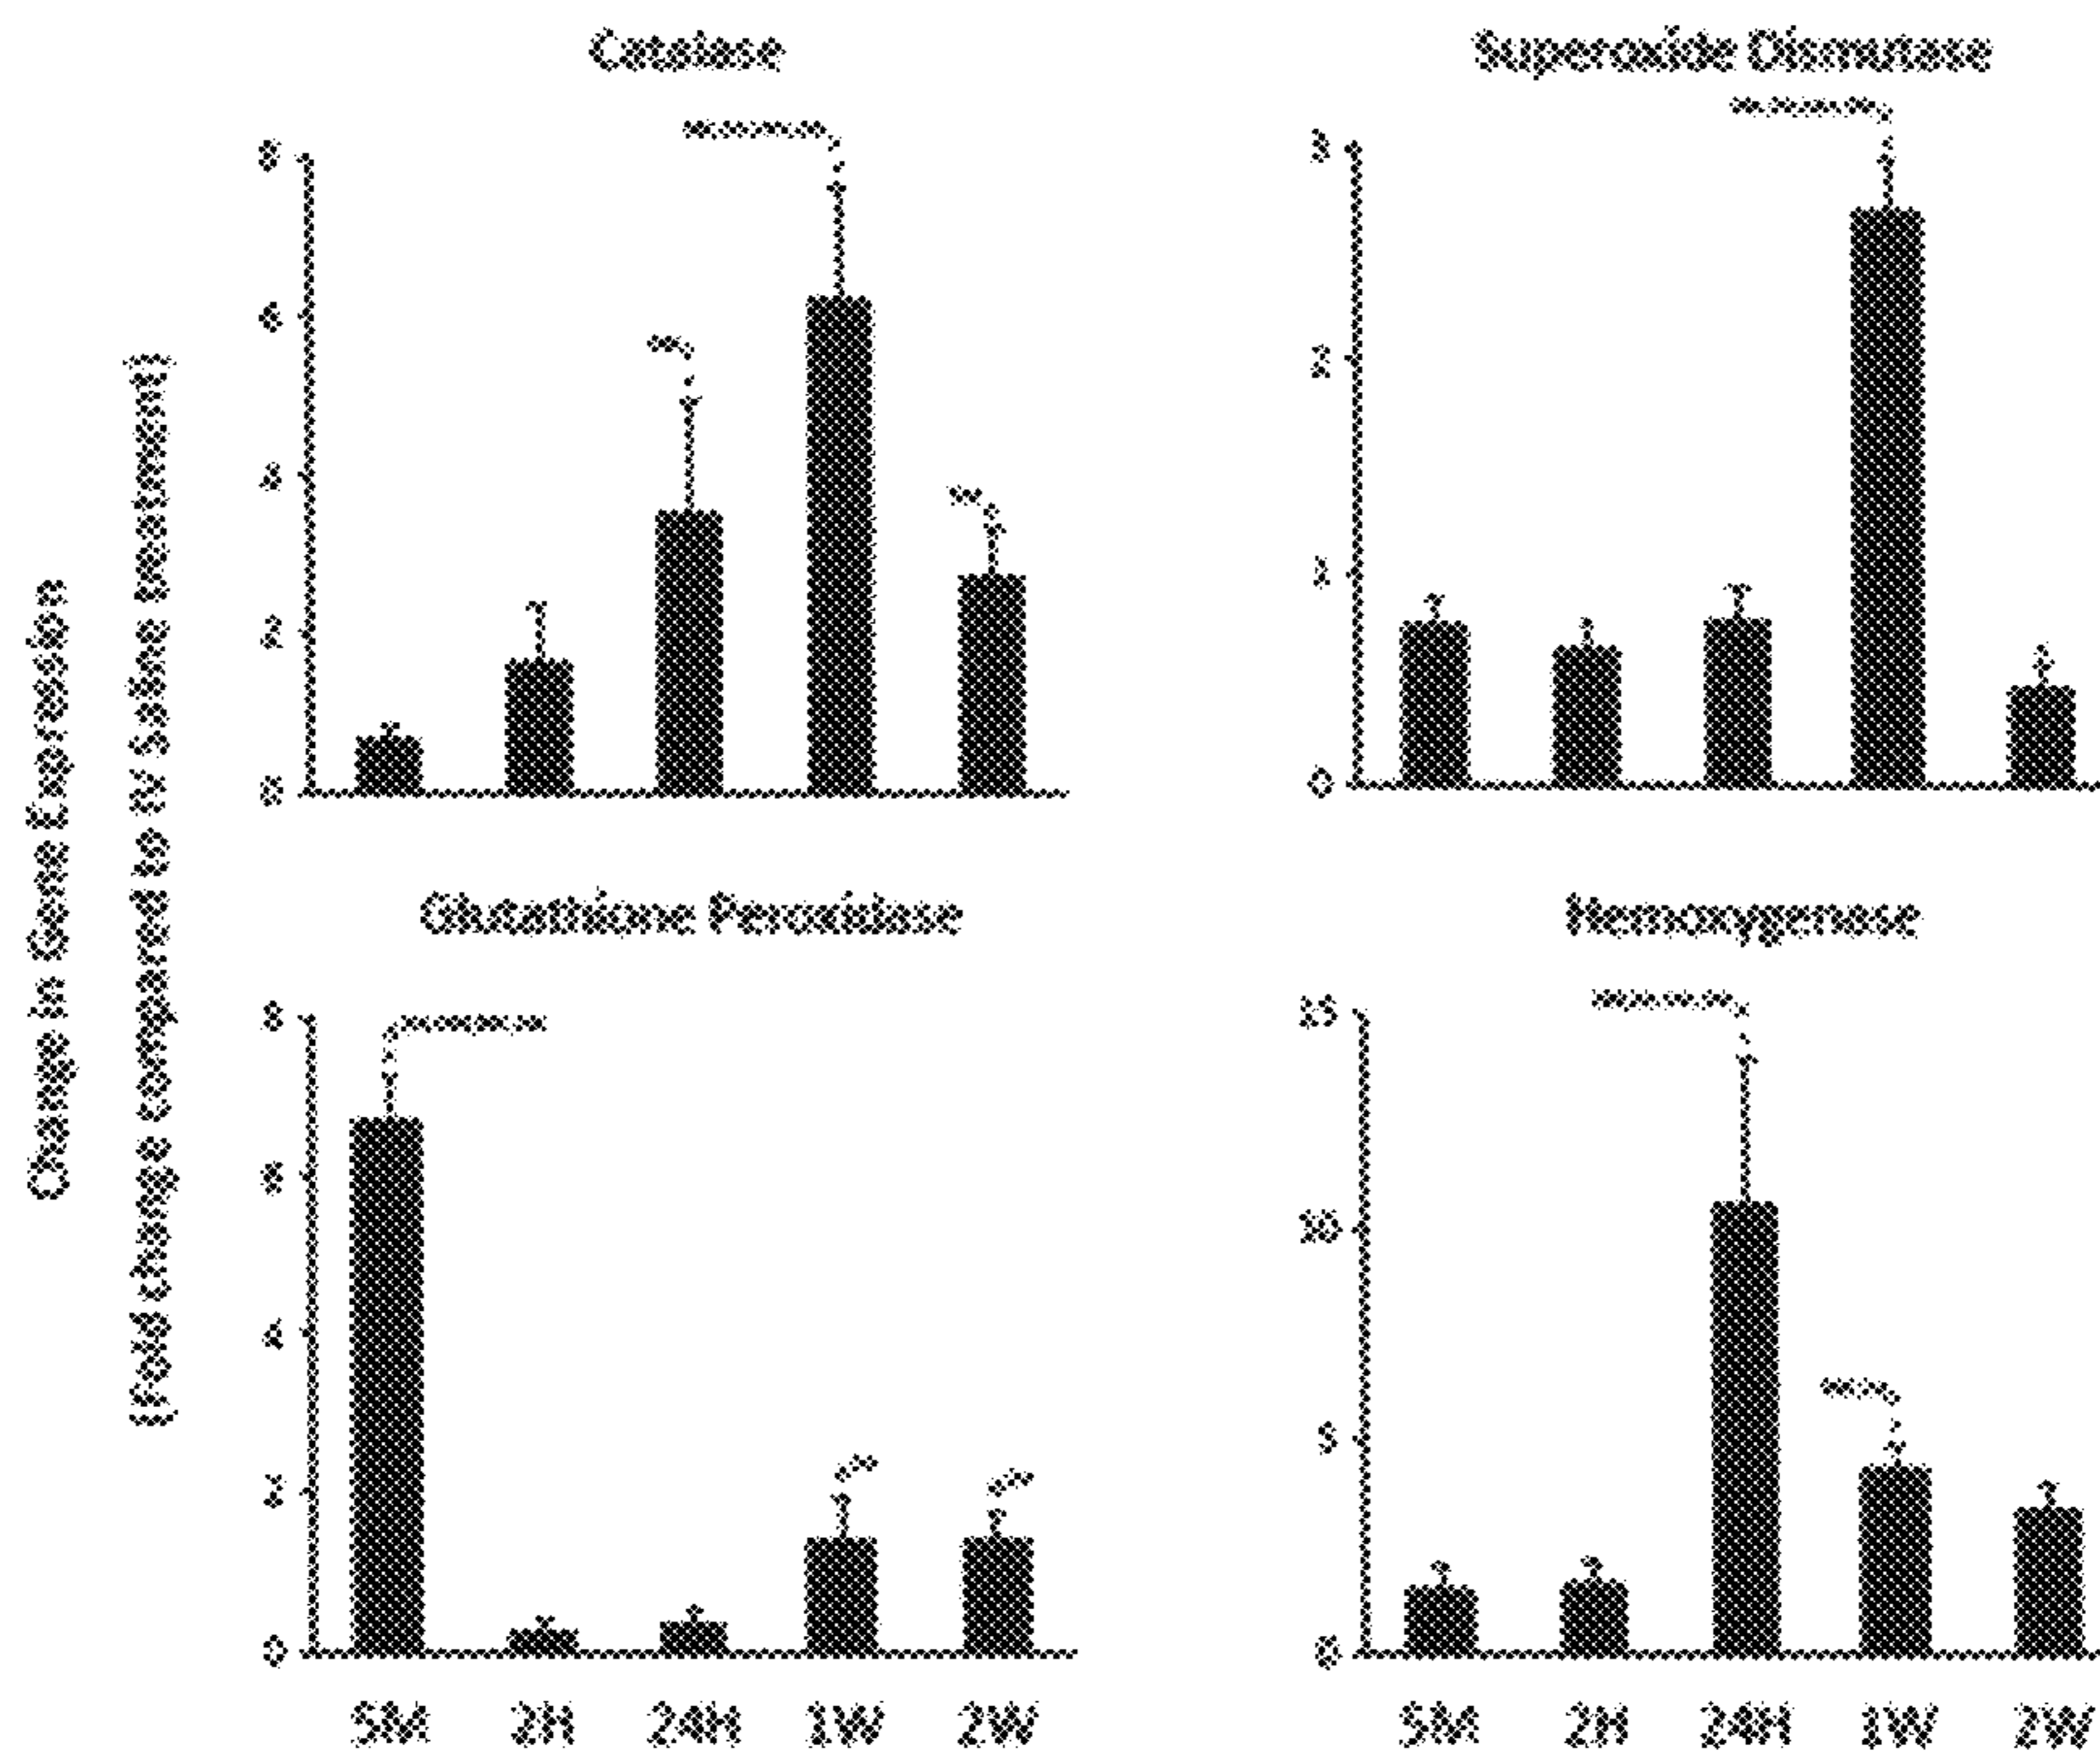 Change in Gene Expression
(Fold Change Compared to IV Saline
Catalase
8
6
4
2
0
Superoxide Dismutase
3
2
1
0
Glutathione Peroxidase
8
6
4
2
0
5M 2H 24H 1W 2W
Hemoxygenase
15
10
5
0
5M 2H 24H 1W 2W